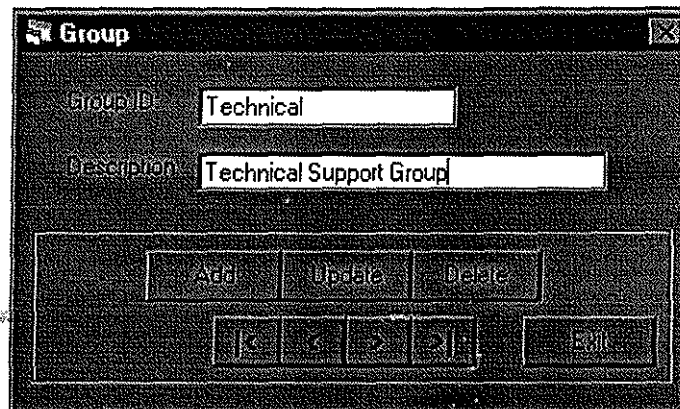 Group
Group ID: Technical
Description: Technical Support Group
Add Update Delete
|< < > >| Exit